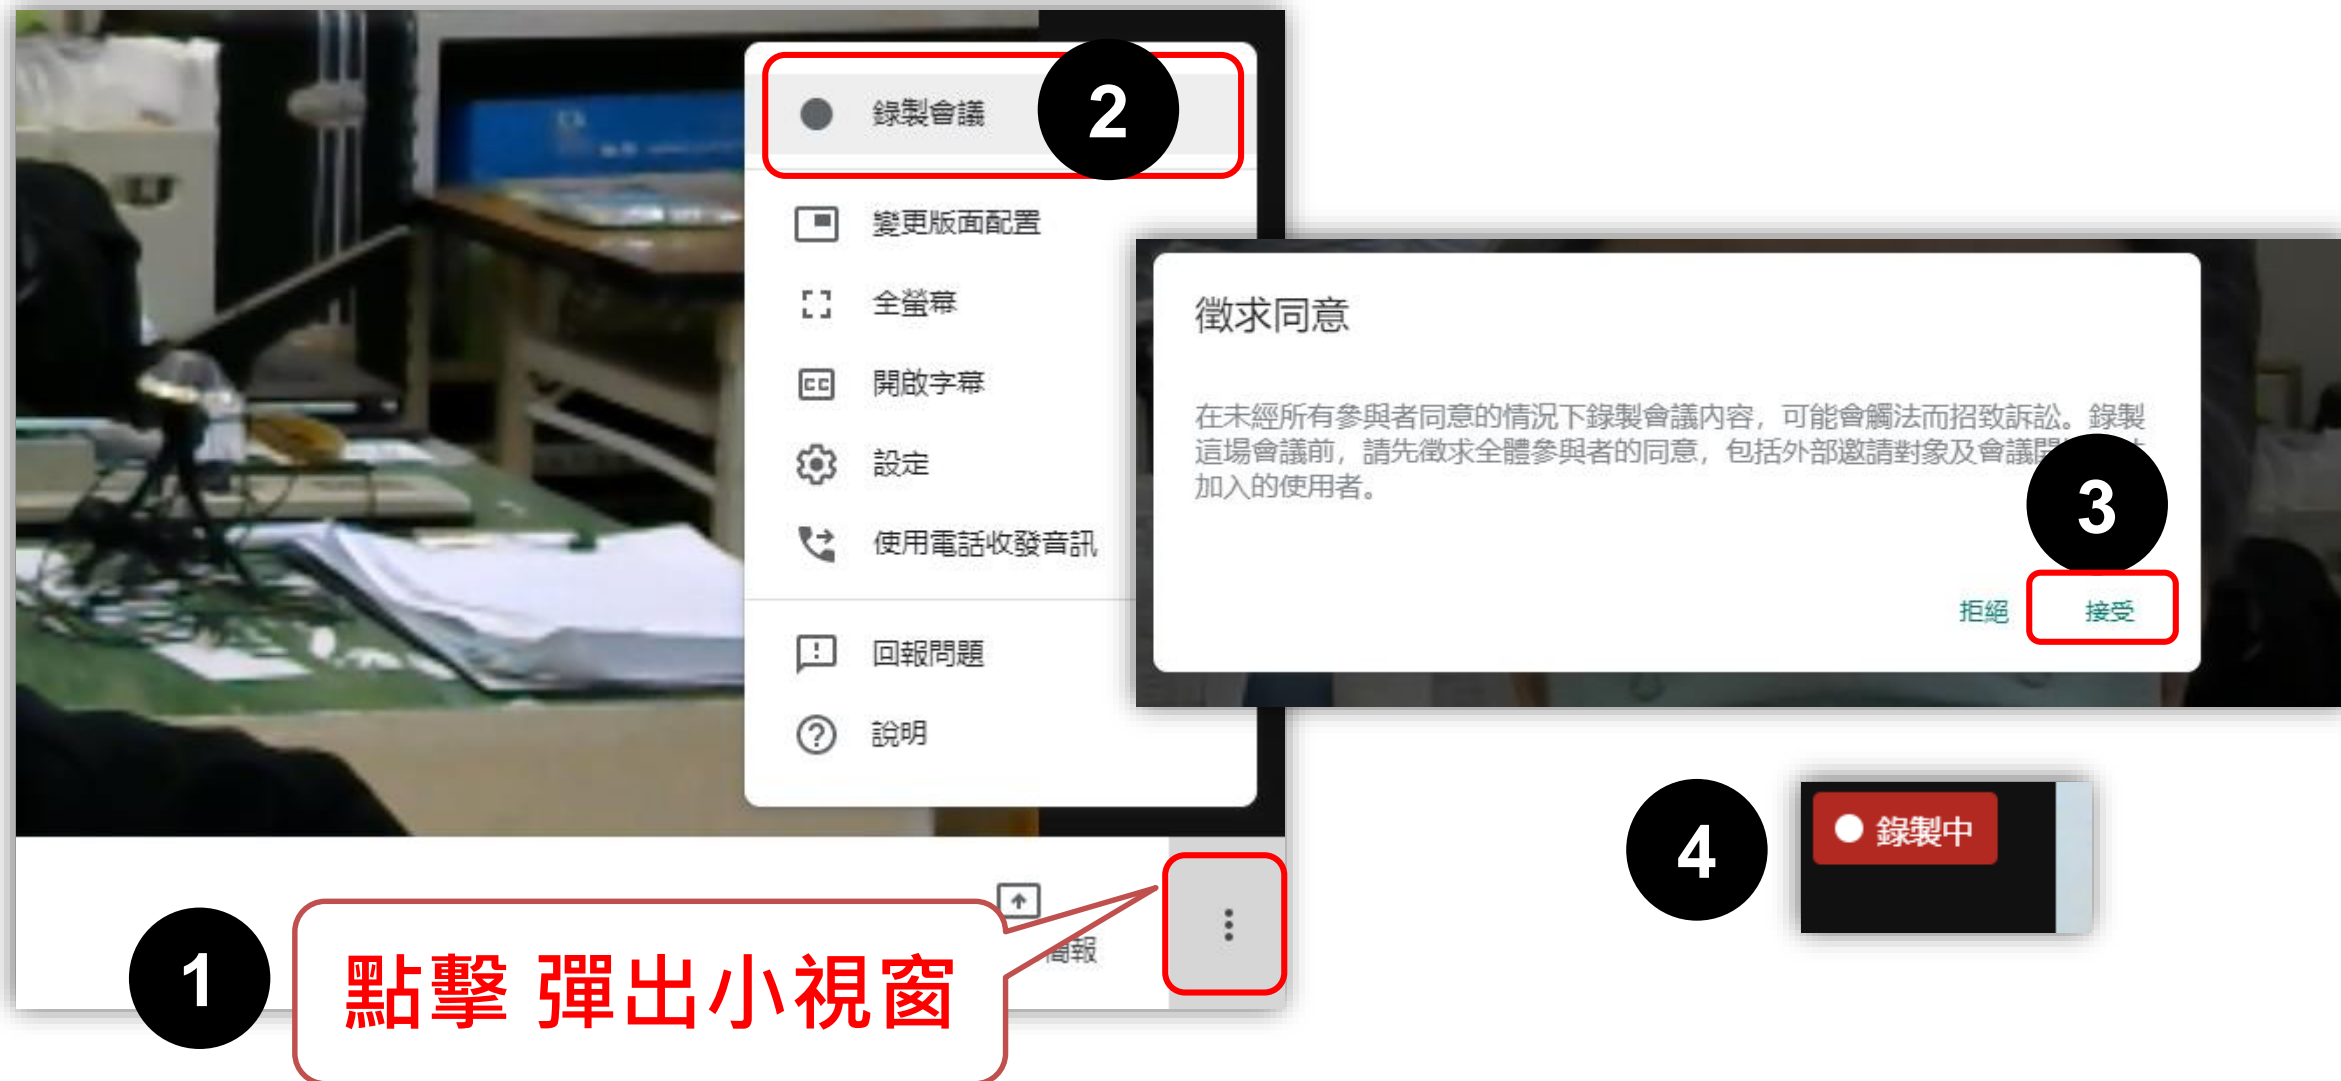 錄製會議
2
變更版面配置
全螢幕
開啟字幕
設定
使用電話收發音訊
回報問題
說明
徵求同意
在未經所有參與者同意的情況下錄製會議內容，可能會觸法而招致訴訟。錄製
這場會議前，請先徵求全體參與者的同意，包括外部邀請對象及會議開
加入的使用者。
3
拒絕
接受
4
錄製中
1
點擊 彈出小視窗
簡報